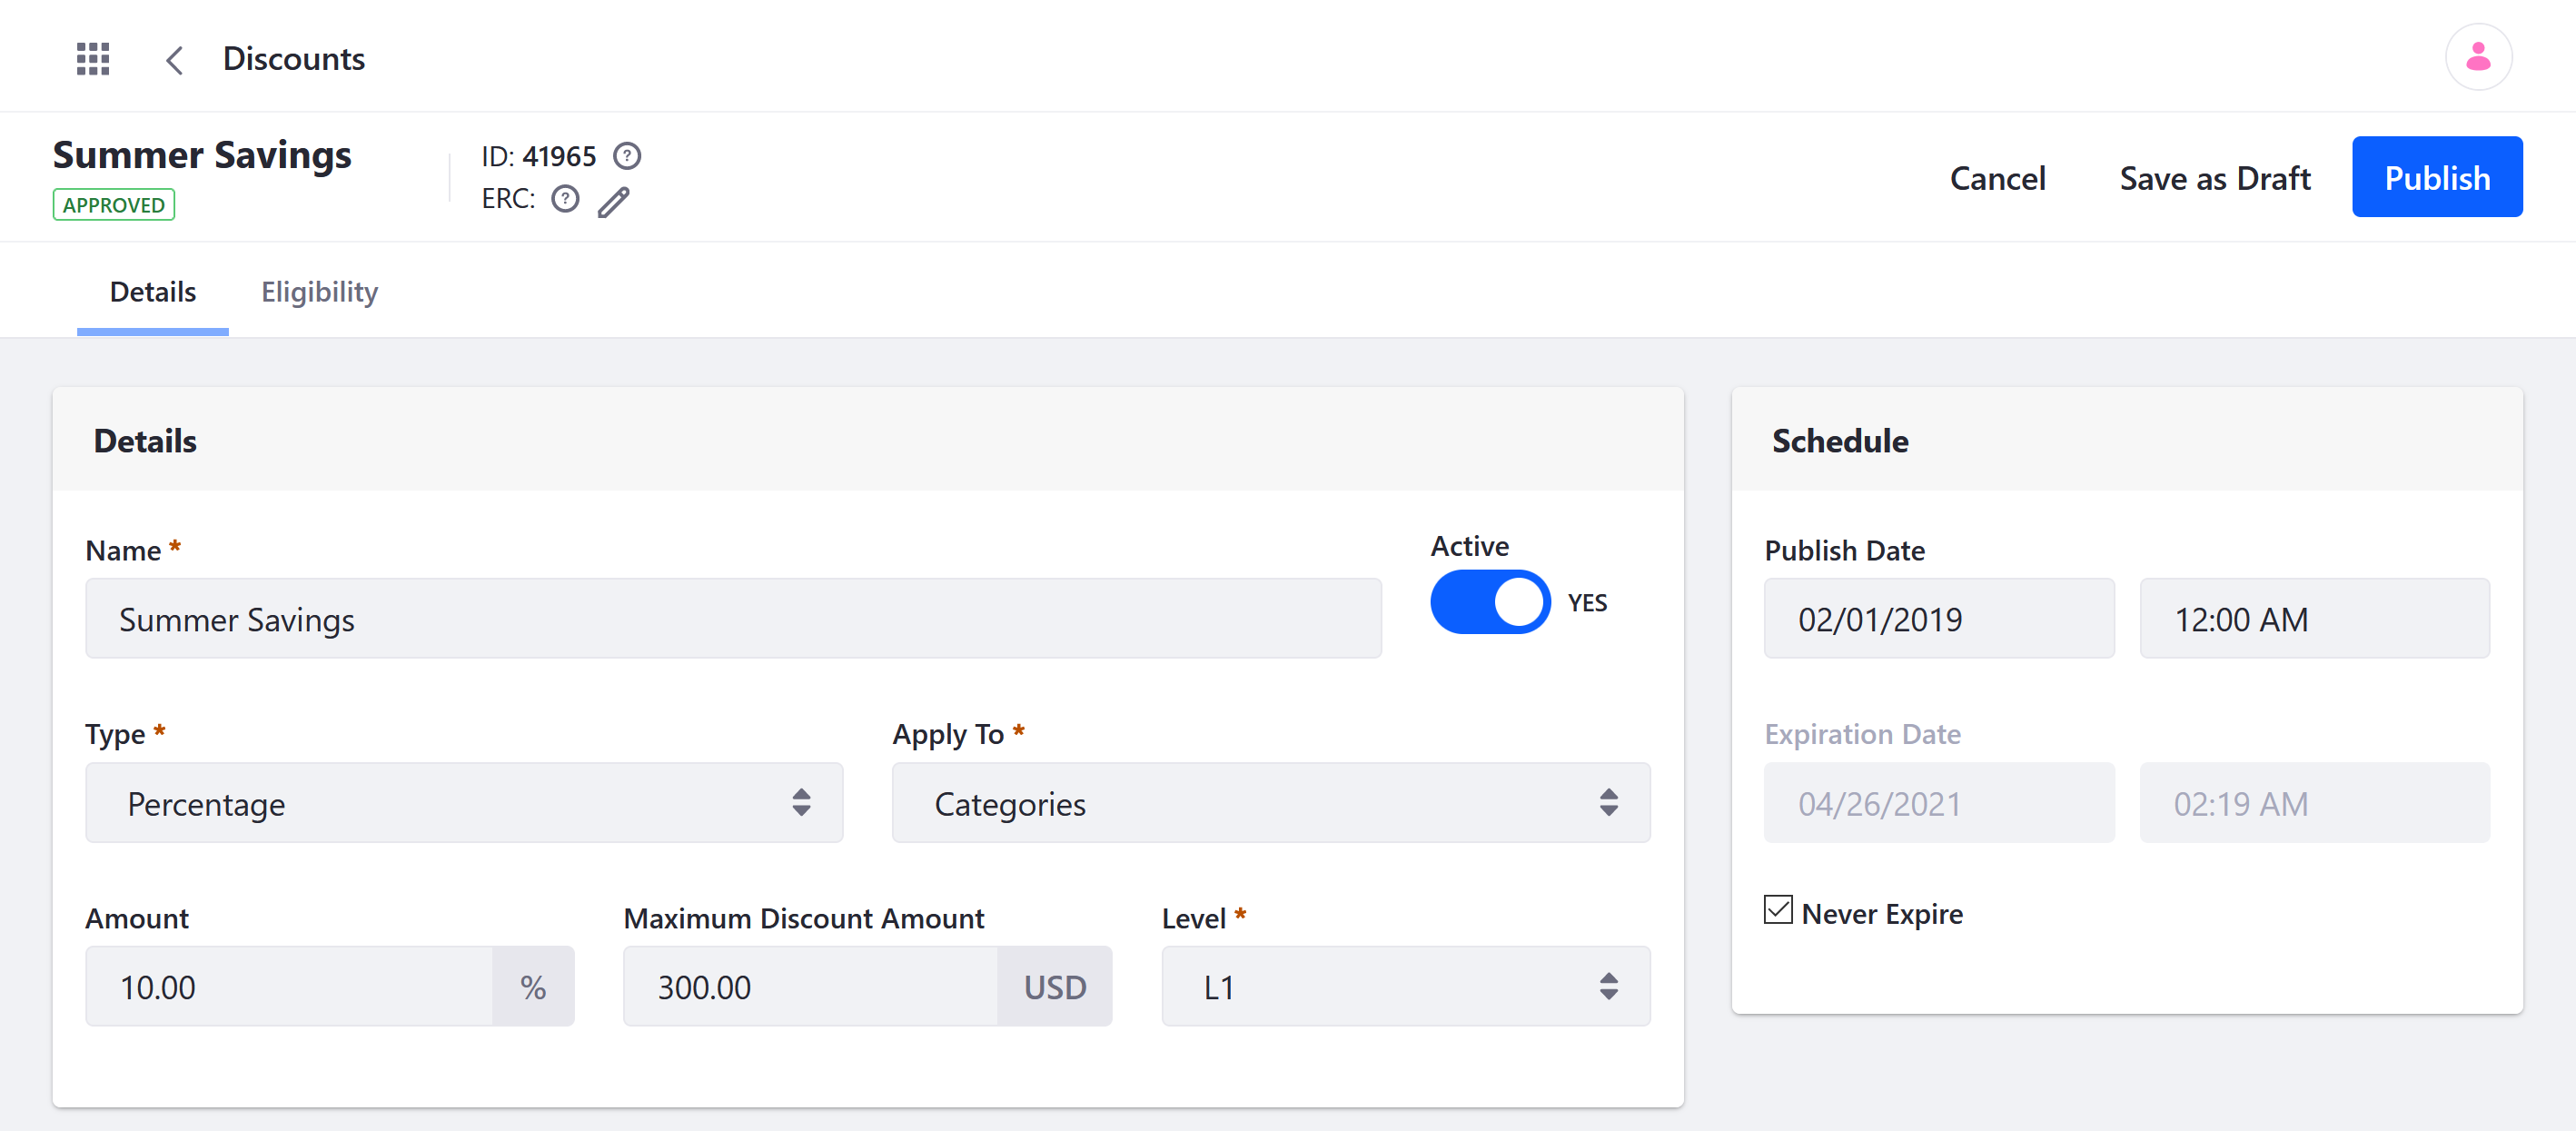 Discounts
Summer Savings
APPROVED
ID: 41965 ?
ERC: ?
Cancel
Save as Draft
Publish
Details
Eligibility
Details
Name *
Summer Savings
Active
YES
Type *
Percentage
Apply To *
Categories
Amount
10.00 %
Maximum Discount Amount
300.00 USD
Level *
L1
Schedule
Publish Date
02/01/2019
12:00 AM
Expiration Date
04/26/2021
02:19 AM
Never Expire